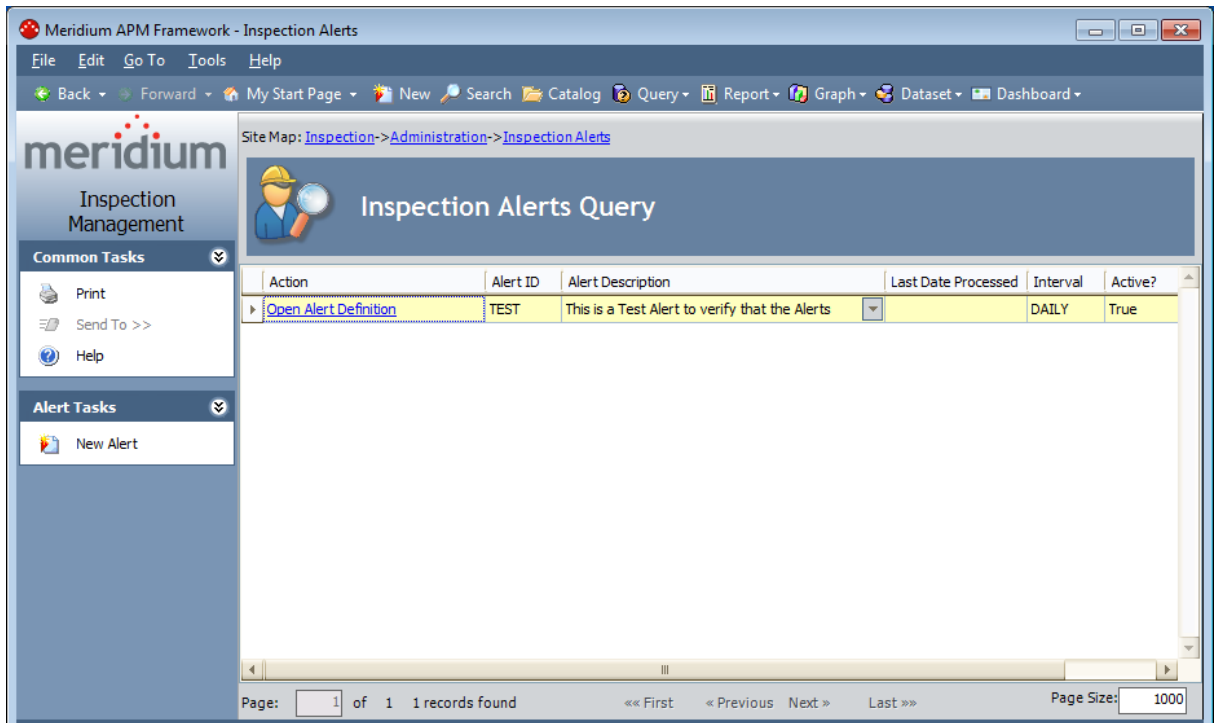 Meridium APM Framework - Inspection Alerts
File Edit Go To Tools Help
Back Forward My Start Page New Search Catalog Query Report Graph Dataset Dashboard
meridium
Inspection
Management
Common Tasks
Print
Send To >>
Help
Alert Tasks
New Alert
Site Map: Inspection->Administration->Inspection Alerts
Inspection Alerts Query
Action Alert ID Alert Description Last Date Processed Interval Active?
Open Alert Definition TEST This is a Test Alert to verify that the Alerts DAILY True
Page: 1 of 1 1 records found «« First « Previous Next » Last »» Page Size: 1000